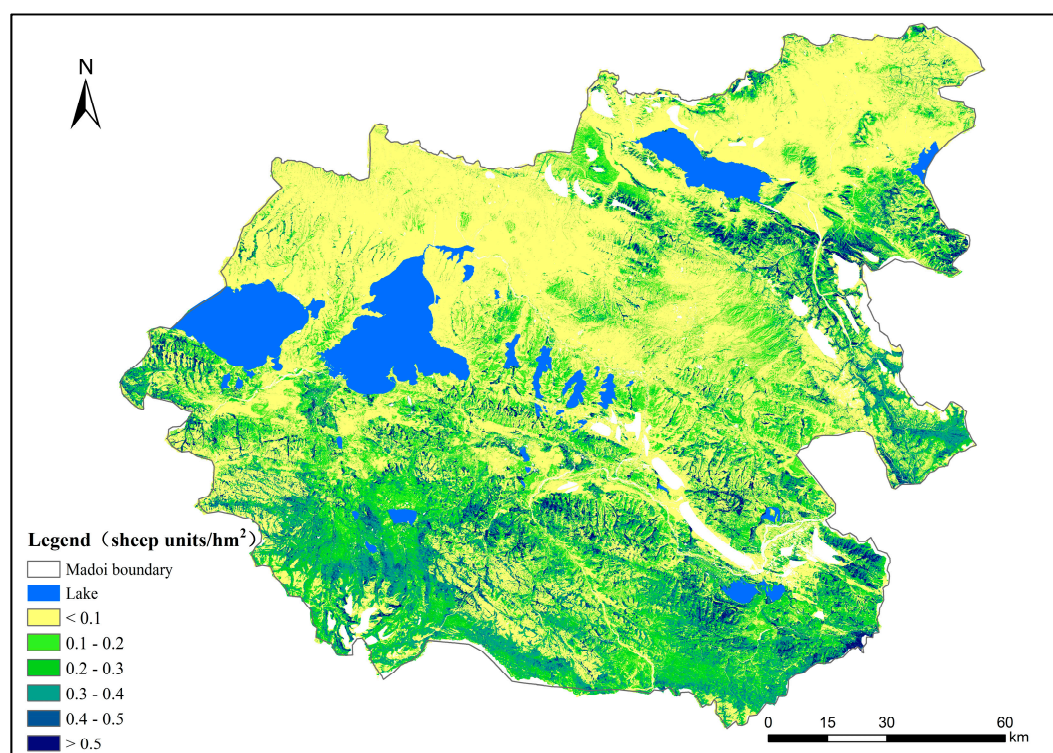 N
Legend（sheep units/hm²）
Madoi boundary
Lake
< 0.1
0.1 - 0.2
0.2 - 0.3
0.3 - 0.4
0.4 - 0.5
> 0.5
0 15 30 60
km